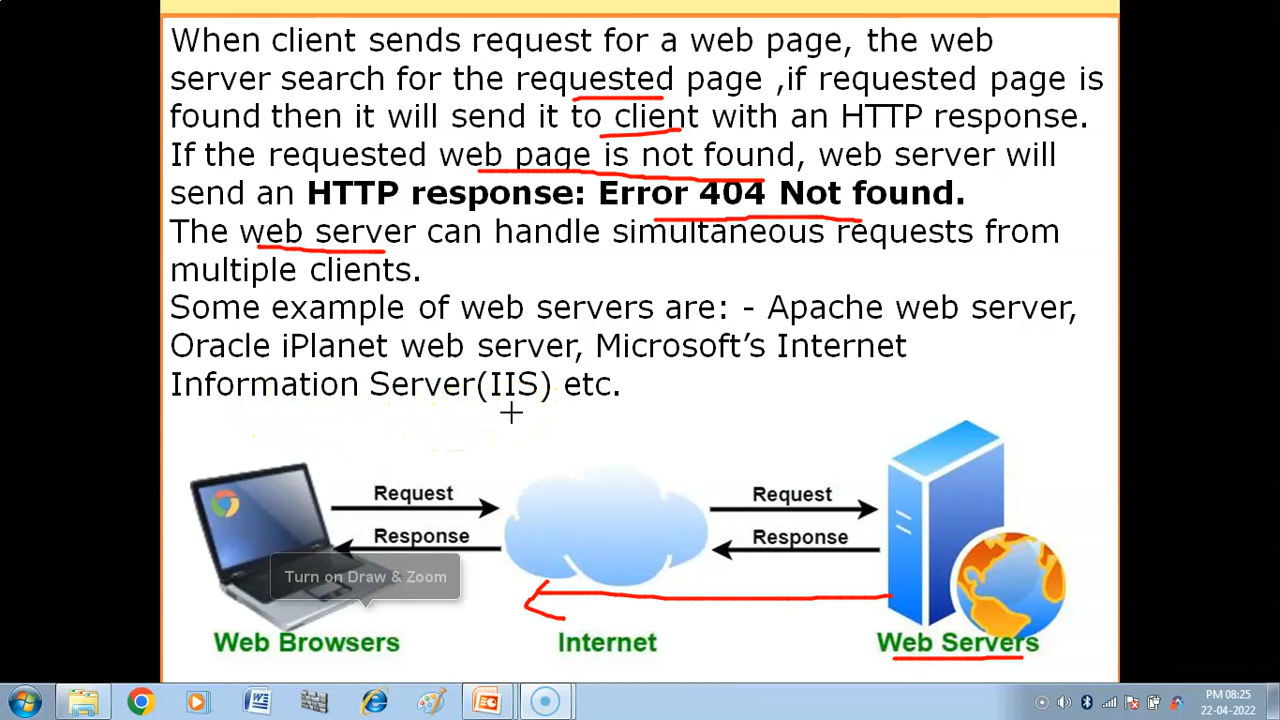 When client sends request for a web page, the web
server search for the requested page ,if requested page is
found then it will send it to client with an HTTP response.
If the requested web page is not found, web server will
send an HTTP response: Error 404 Not found.
The web server can handle simultaneous requests from
multiple clients.
Some example of web servers are: - Apache web server,
Oracle iPlanet web server, Microsoft’s Internet
Information Server(IIS) etc.
Request
Response
Request
Response
Turn on Draw & Zoom
Web Browsers
Internet
Web Servers
PM 08:25
22-04-2022